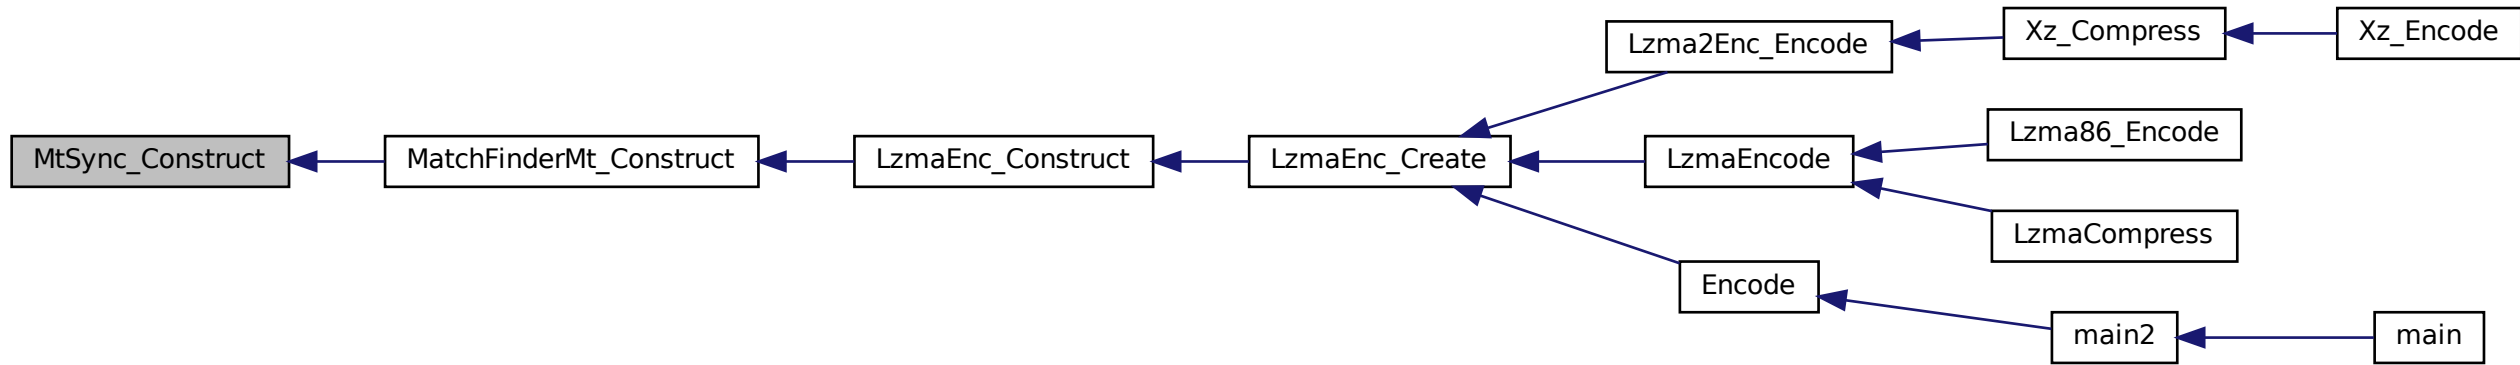 MtSync_Construct
MatchFinderMt_Construct
LzmaEnc_Construct
LzmaEnc_Create
Lzma2Enc_Encode
Xz_Compress
Xz_Encode
LzmaEncode
Lzma86_Encode
LzmaCompress
Encode
main2
main